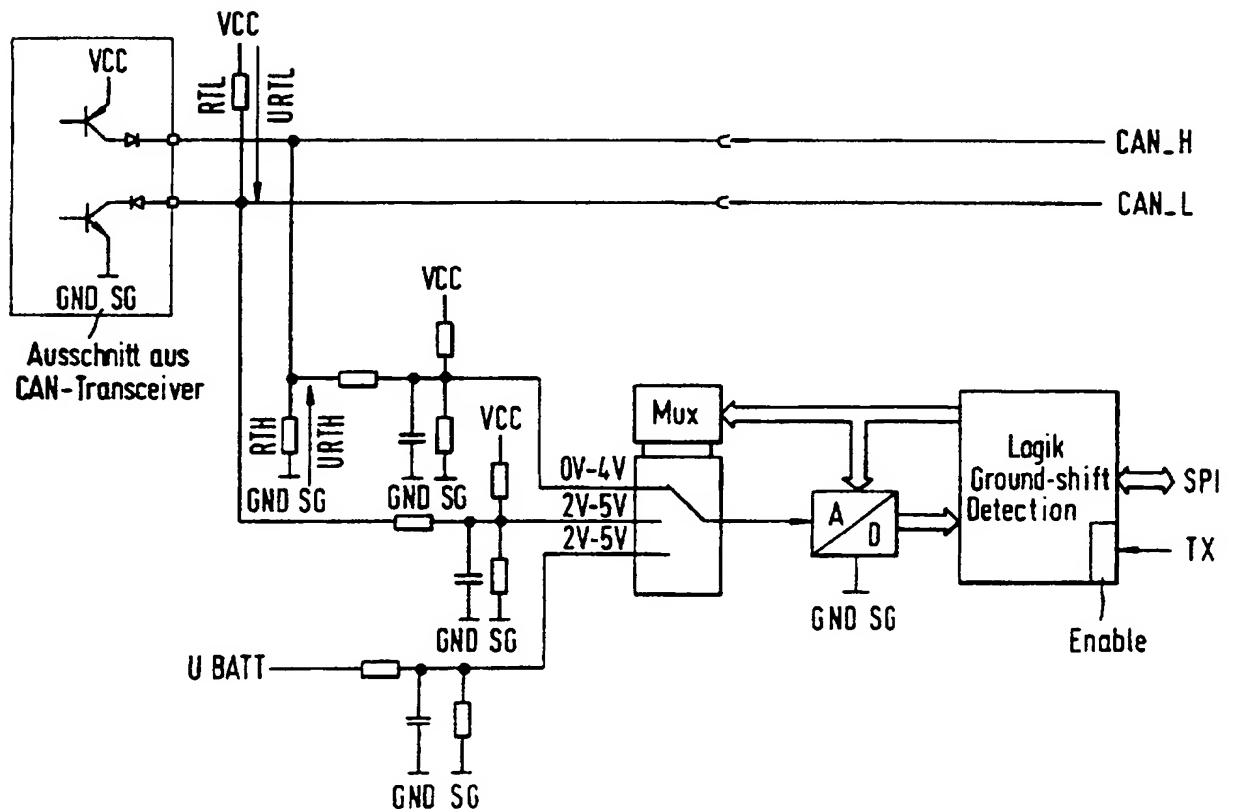 VCC
VCC
RTL
URTL
CAN_H
CAN_L
GND SG
Ausschnitt aus
CAN-Transceiver
VCC
RTH
URTH
VCC
Mux
Logik
Ground-shift
Detection
SPI
GND SG
GND SG
0V-4V
2V-5V
2V-5V
A
D
TX
GND SG
GND SG
Enable
U BATT
GND SG